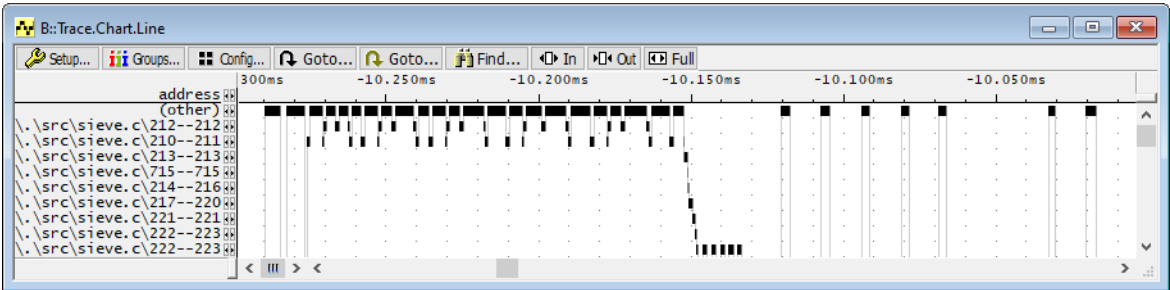 B::Trace.Chart.Line
Setup... Groups... Config... Goto... Goto... Find... In Out Full
300ms -10.250ms -10.200ms -10.150ms -10.100ms -10.050ms
address
(other)
\.\src\sieve.c\212--212
\.\src\sieve.c\210--211
\.\src\sieve.c\213--213
\.\src\sieve.c\715--715
\.\src\sieve.c\214--216
\.\src\sieve.c\217--220
\.\src\sieve.c\221--221
\.\src\sieve.c\222--223
\.\src\sieve.c\222--223